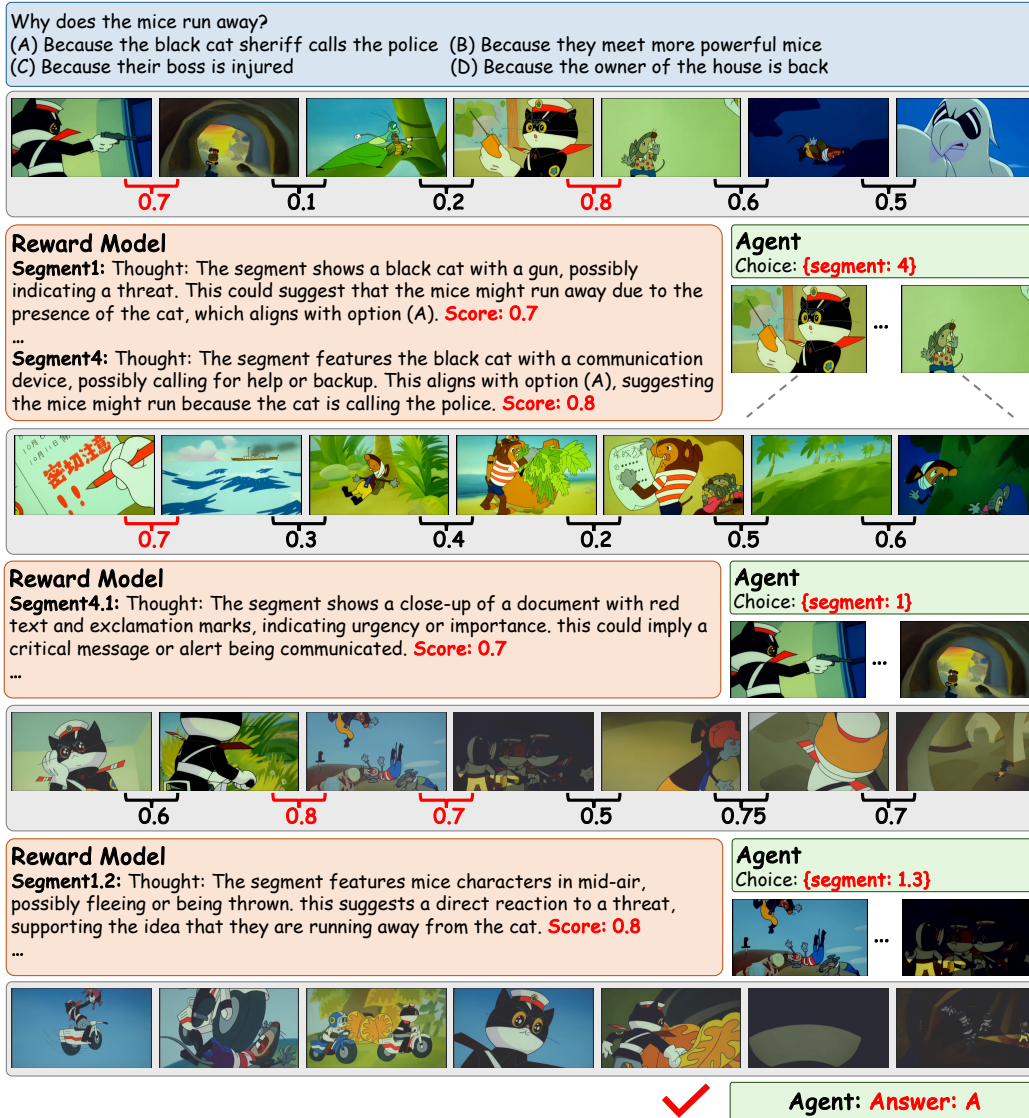 Why does the mice run away?
(A) Because the black cat sheriff calls the police (B) Because they meet more powerful mice
(C) Because their boss is injured (D) Because the owner of the house is back
0.7 0.1 0.2 0.8 0.6 0.5
Reward Model
Segment1: Thought: The segment shows a black cat with a gun, possibly
indicating a threat. This could suggest that the mice might run away due to the
presence of the cat, which aligns with option (A). Score: 0.7
...
Segment4: Thought: The segment features the black cat with a communication
device, possibly calling for help or backup. This aligns with option (A), suggesting
the mice might run because the cat is calling the police. Score: 0.8
Agent
Choice: {segment: 4}
...
密切注意
!!
0.7 0.3 0.4 0.2 0.5 0.6
Reward Model
Segment4.1: Thought: The segment shows a close-up of a document with red
text and exclamation marks, indicating urgency or importance. this could imply a
critical message or alert being communicated. Score: 0.7
...
Agent
Choice: {segment: 1}
...
0.6 0.8 0.7 0.5 0.75 0.7
Reward Model
Segment1.2: Thought: The segment features mice characters in mid-air,
possibly fleeing or being thrown. this suggests a direct reaction to a threat,
supporting the idea that they are running away from the cat. Score: 0.8
...
Agent
Choice: {segment: 1.3}
...
Agent: Answer: A